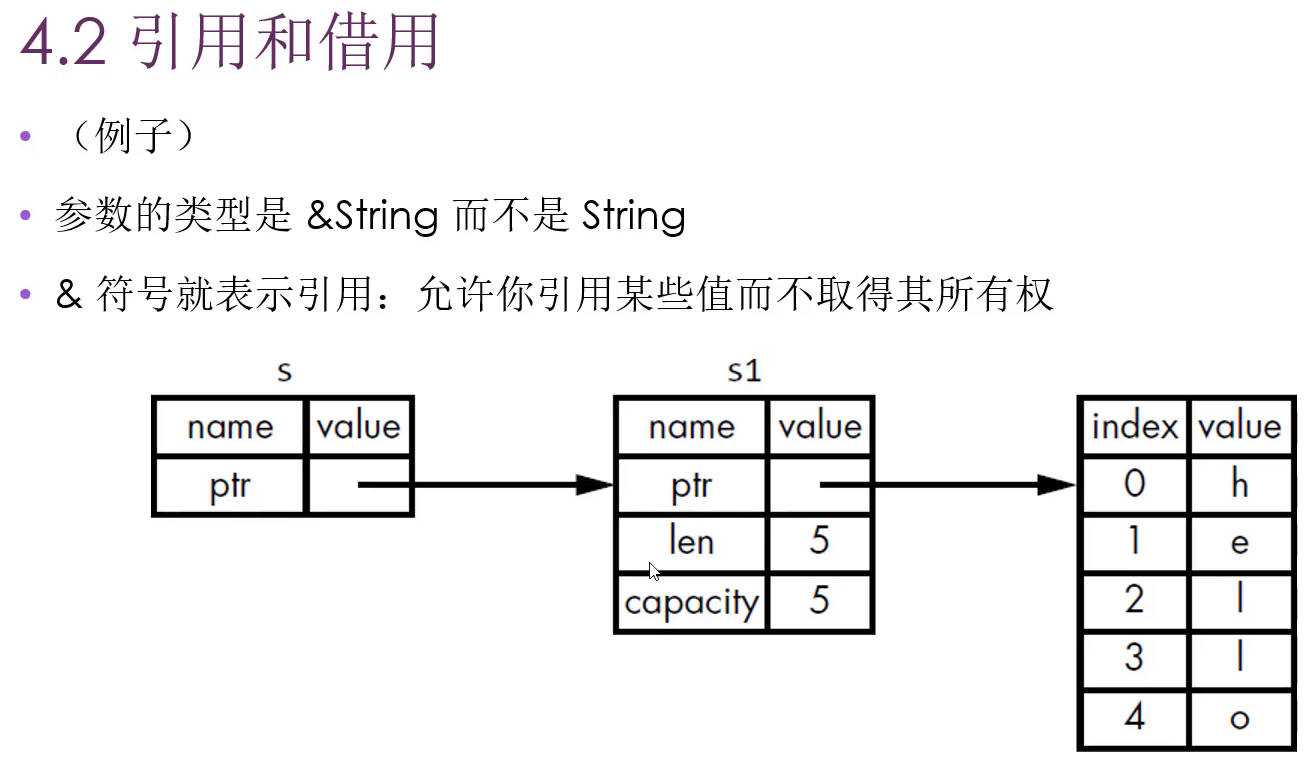 4.2 引用和借用
• （例子）
• 参数的类型是 &String 而不是 String
• & 符号就表示引用：允许你引用某些值而不取得其所有权
s
name value
ptr
s1
name value
ptr
len 5
capacity 5
index value
0 h
1 e
2 l
3 l
4 o